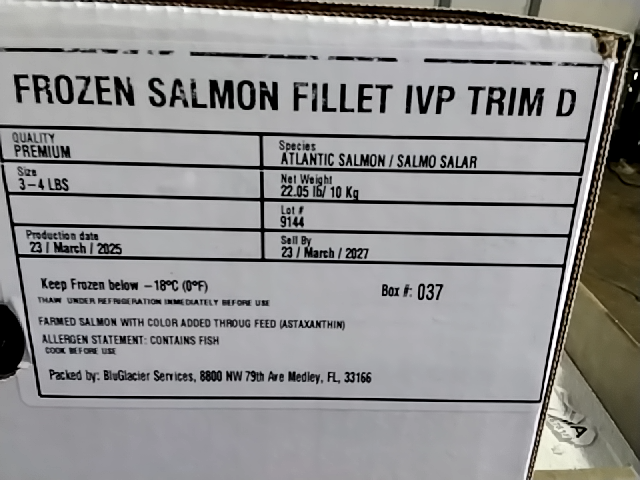 FROZEN SALMON FILLET IVP TRIM D
QUALITY
PREMIUM
Species
ATLANTIC SALMON / SALMO SALAR
Size
3-4 LBS
Net Weight
22.05 lb/ 10 Kg
Lot #
9144
Production date
23 / March / 2025
Sell By
23 / March / 2027
Keep Frozen below -18ºC (0ºF)
Box #: 037
THAW UNDER REFRIGERATION IMMEDIATELY BEFORE USE
FARMED SALMON WITH COLOR ADDED THROUG FEED (ASTAXANTHIN)
ALLERGEN STATEMENT: CONTAINS FISH
COOK BEFORE USE
Packed by: BluGlacier Services, 8800 NW 79th Ave Medley, FL, 33166